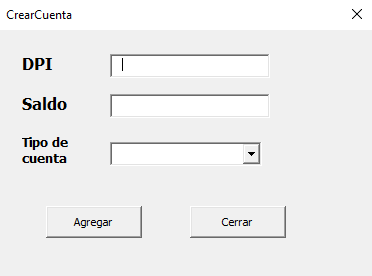 CrearCuenta
DPI
Saldo
Tipo de
cuenta
Agregar
Cerrar